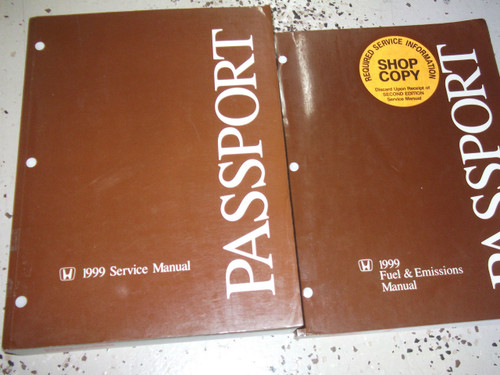 PASSPORT
1999 Service Manual
REQUIRED SERVICE INFORMATION
SHOP
COPY
Discard Upon Receipt of
SECOND EDITION
Service Manual
PASSPORT
1999
Fuel & Emissions
Manual